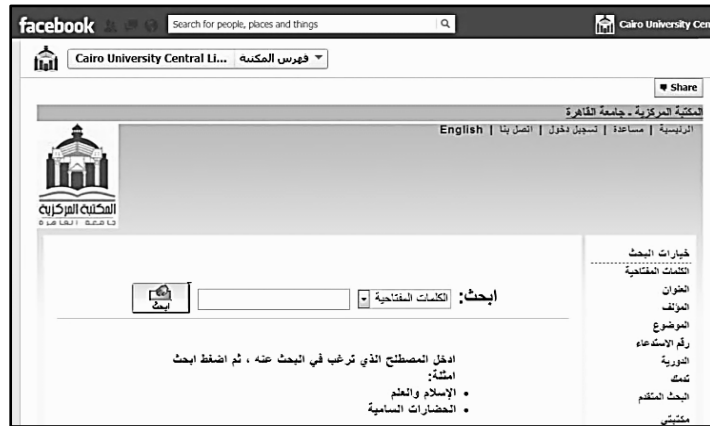 facebook Search for people, places and things Cairo University Cen
Cairo University Central Li... فهرس المكتبة
Share
المكتبة المركزية - جامعة القاهرة
الرئيسية | مساعدة | تسجيل دخول | اتصل بنا | English
المكتبة المركزية
جامعة القاهرة
خيارات البحث
الكلمات المفتاحية
العنوان
المؤلف
الموضوع
رقم الاستدعاء
الدورية
تدمك
البحث المتقدم
مكتبتي
ابحث: الكلمات المفتاحية ابحث
ادخل المصطلح الذي ترغب في البحث عنه ، ثم اضغط ابحث
امثلة:
• الإسلام والعلم
• الحضارات السامية